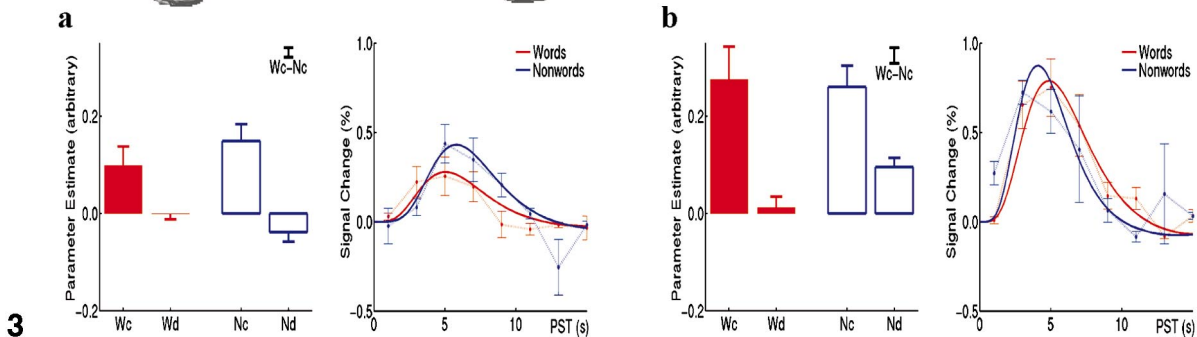 a
Parameter Estimate (arbitrary)
0.2
0.0
−0.2
Wc−Nc
Wc Wd Nc Nd
Signal Change (%)
1.0
0.5
0.0
−0.5
Words
Nonwords
0 5 10 PST (s)
b
Parameter Estimate (arbitrary)
0.2
0.0
−0.2
Wc−Nc
Wc Wd Nc Nd
Signal Change (%)
1.0
0.5
0.0
−0.5
Words
Nonwords
0 5 10 PST (s)
3